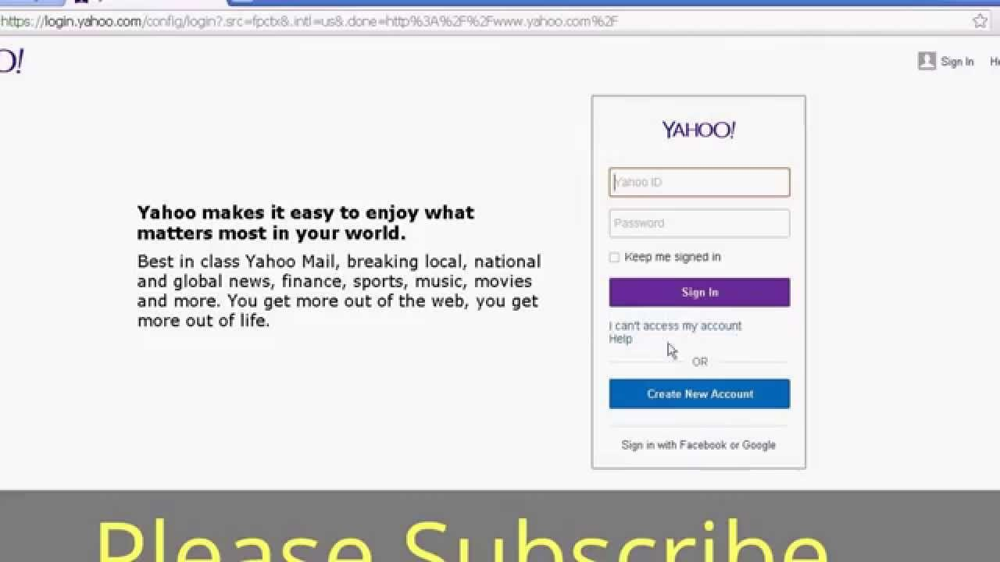 https://login.yahoo.com/config/login?.src=fpctx&.intl=us&.done=http%3A%2F%2Fwww.yahoo.com%2F
O!
Sign In
He
YAHOO!
Yahoo ID
Password
Keep me signed in
Sign In
I can't access my account
Help
OR
Create New Account
Sign in with Facebook or Google
Yahoo makes it easy to enjoy what
matters most in your world.
Best in class Yahoo Mail, breaking local, national
and global news, finance, sports, music, movies
and more. You get more out of the web, you get
more out of life.
Please Subscribe